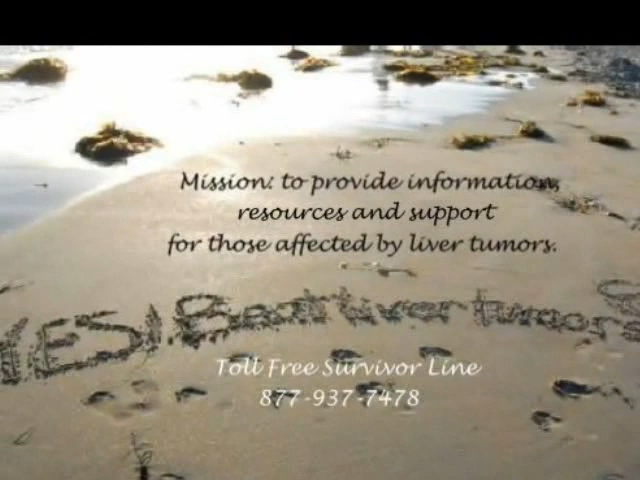 Mission: to provide information,
resources and support
for those affected by liver tumors.
YES! Beat liver tumors
Toll Free Survivor Line
877-937-7478